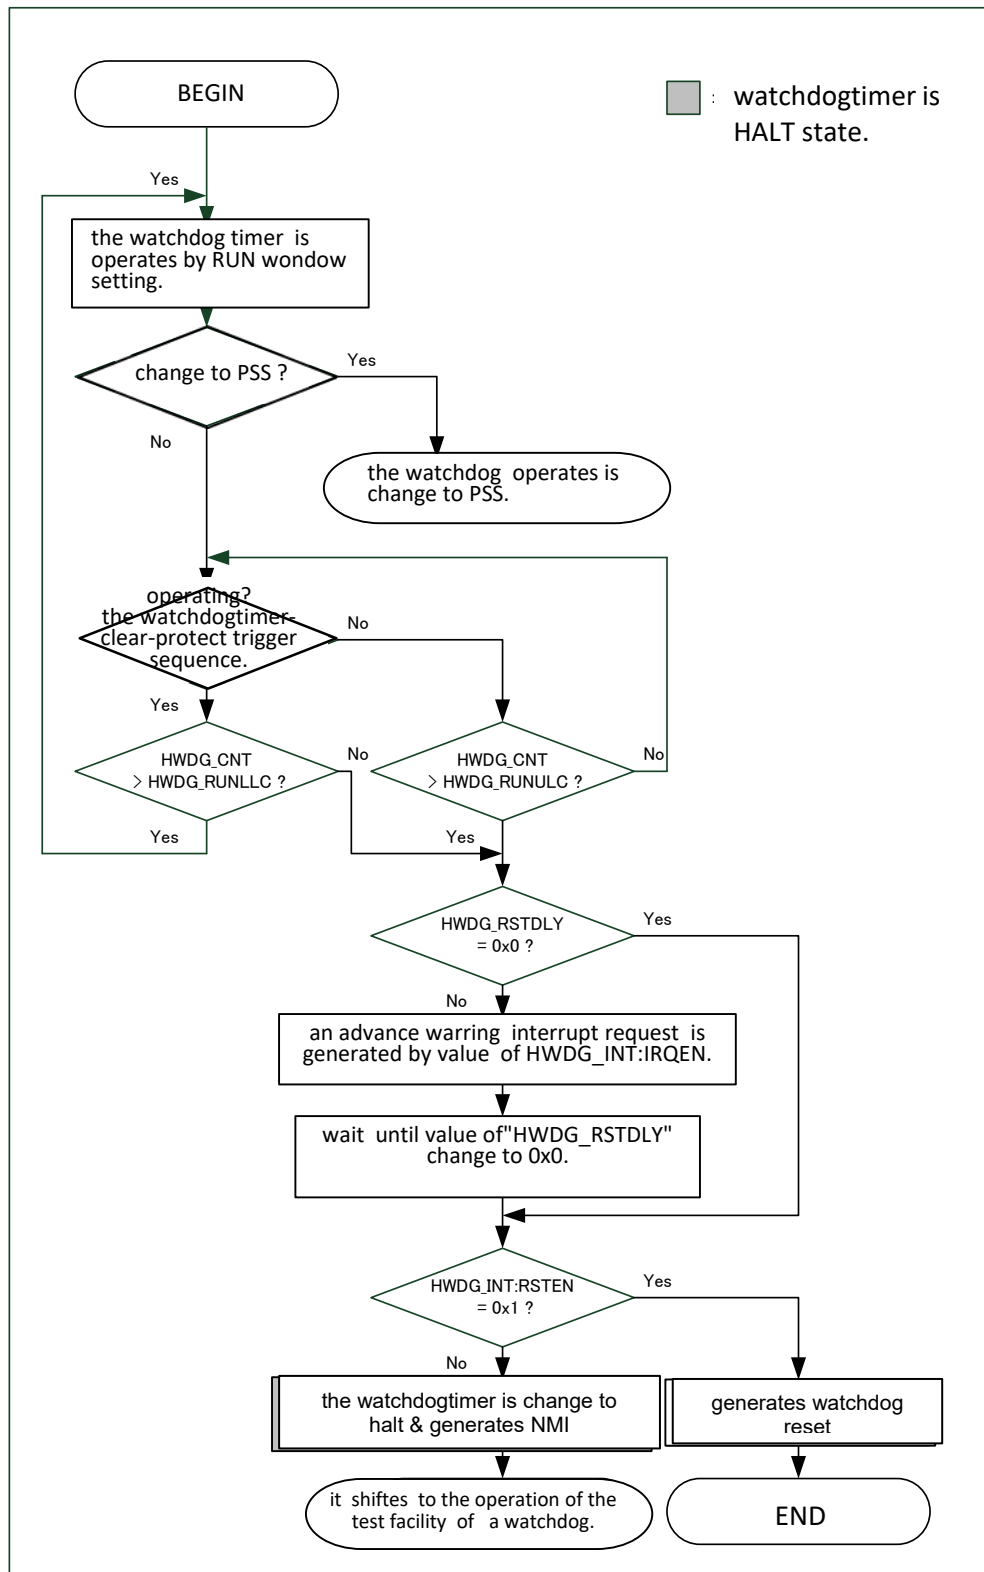 BEGIN
: watchdogtimer is
HALT state.
Yes
the watchdog timer is
operates by RUN wondow
setting.
change to PSS ?
Yes
No
the watchdog operates is
change to PSS.
operating?
the watchdogtimer-
clear-protect trigger
sequence.
No
Yes
HWDG_CNT
> HWDG_RUNLLC ?
No
HWDG_CNT
> HWDG_RUNULC ?
No
Yes
Yes
HWDG_RSTDLY
= 0x0 ?
Yes
No
an advance warring interrupt request is
generated by value of HWDG_INT:IRQEN.
wait until value of"HWDG_RSTDLY"
change to 0x0.
HWDG_INT:RSTEN
= 0x1 ?
Yes
No
the watchdogtimer is change to
halt & generates NMI
generates watchdog
reset
it shiftes to the operation of the
test facility of a watchdog.
END